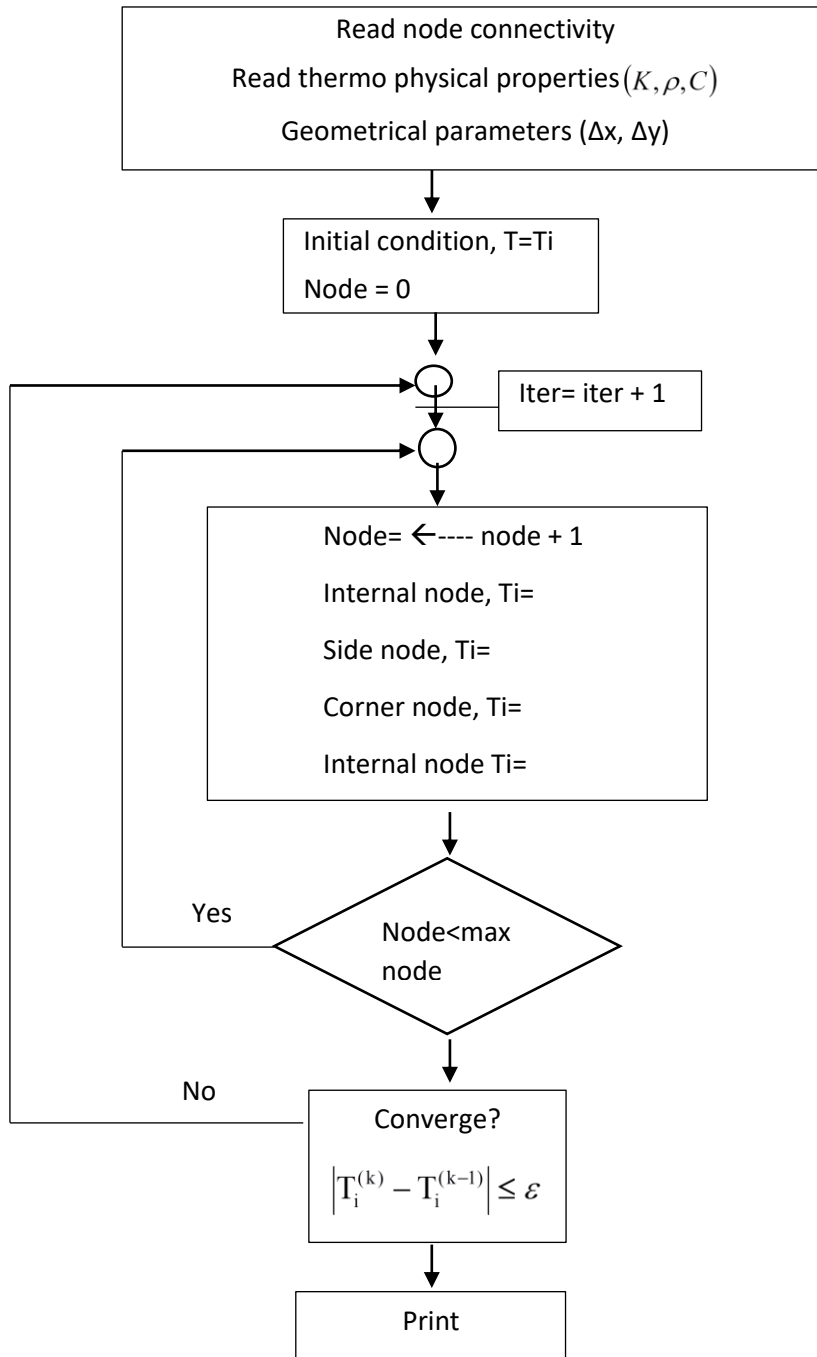 Read node connectivity
Read thermo physical properties (K, ρ, C)
Geometrical parameters (Δx, Δy)
Initial condition, T=Ti
Node = 0
Iter= iter + 1
Node= ←---- node + 1
Internal node, Ti=
Side node, Ti=
Corner node, Ti=
Internal node Ti=
Yes
Node<max
node
No
Converge?
|T_i^(k) − T_i^(k−1)| ≤ ε
Print